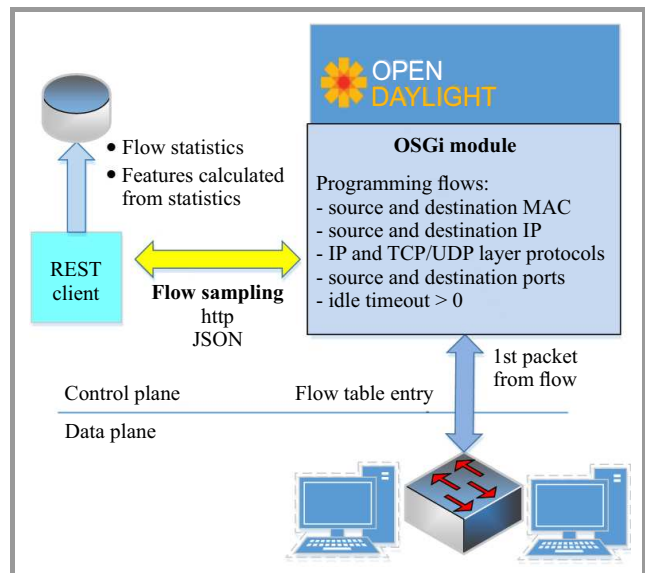 OPEN
DAYLIGHT
• Flow statistics
• Features calculated
from statistics
OSGi module
Programming flows:
- source and destination MAC
- source and destination IP
- IP and TCP/UDP layer protocols
- source and destination ports
- idle timeout > 0
REST
client
Flow sampling
http
JSON
1st packet
from flow
Control plane
Flow table entry
Data plane